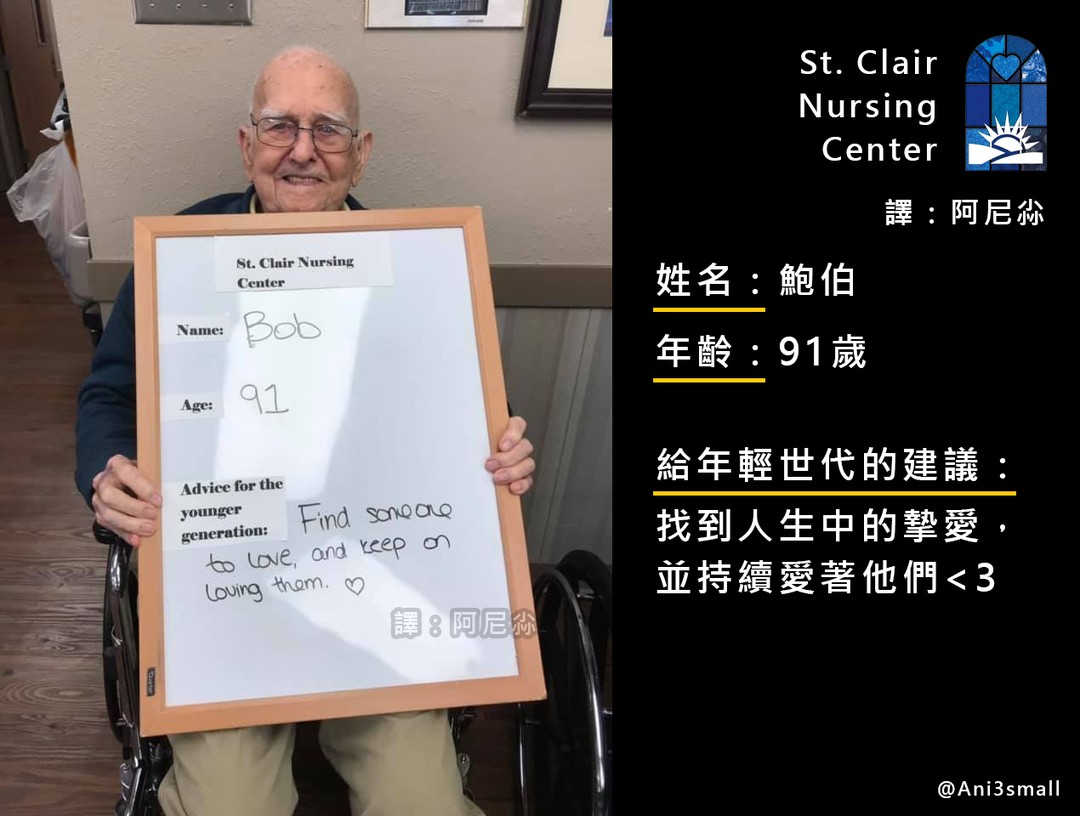 St. Clair Nursing
Center
Name: Bob
Age: 91
Advice for the
younger
generation: Find someone
to love, and keep on
loving them. ♡
譯：阿尼尛
St. Clair
Nursing
Center
譯：阿尼尛
姓名：鮑伯
年齡：91歲
給年輕世代的建議：
找到人生中的摯愛，
並持續愛著他們<3
@Ani3small